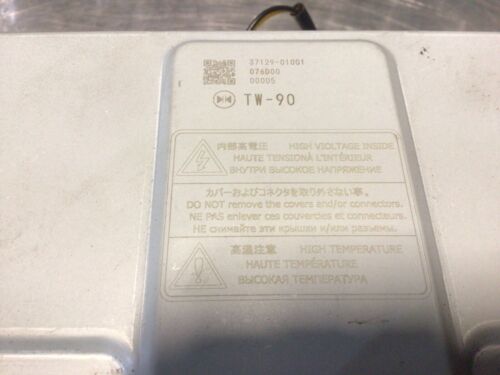 37129-01001
076D00
00005
TW-90
内部高電圧 HIGH VOLTAGE INSIDE
HAUTE TENSIONÀ L'INTÉRIEUR
ВНУТРИ ВЫСОКОЕ НАПРЯЖЕНИЕ
カバーおよびコネクタを取り外さない事。
DO NOT remove the covers and/or connectors.
NE PAS enlever ces couvercles et connecteurs.
НЕ снимайте эти крышки и/или разъемы.
高温注意 HIGH TEMPERATURE
HAUTE TEMPÉRATURE
ВЫСОКАЯ ТЕМПЕРАТУРА